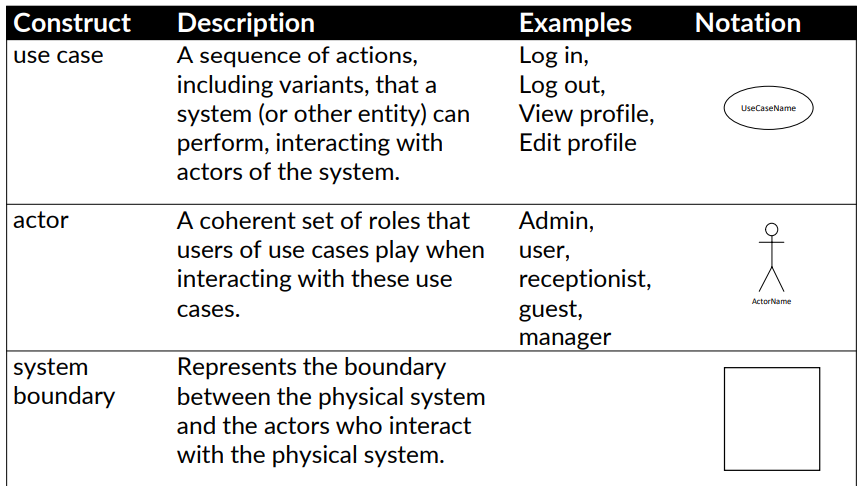 Construct Description Examples Notation
use case
A sequence of actions,
including variants, that a
system (or other entity) can
perform, interacting with
actors of the system.
Log in,
Log out,
View profile,
Edit profile
UseCaseName
actor
A coherent set of roles that
users of use cases play when
interacting with these use
cases.
Admin,
user,
receptionist,
guest,
manager
ActorName
system
boundary
Represents the boundary
between the physical system
and the actors who interact
with the physical system.